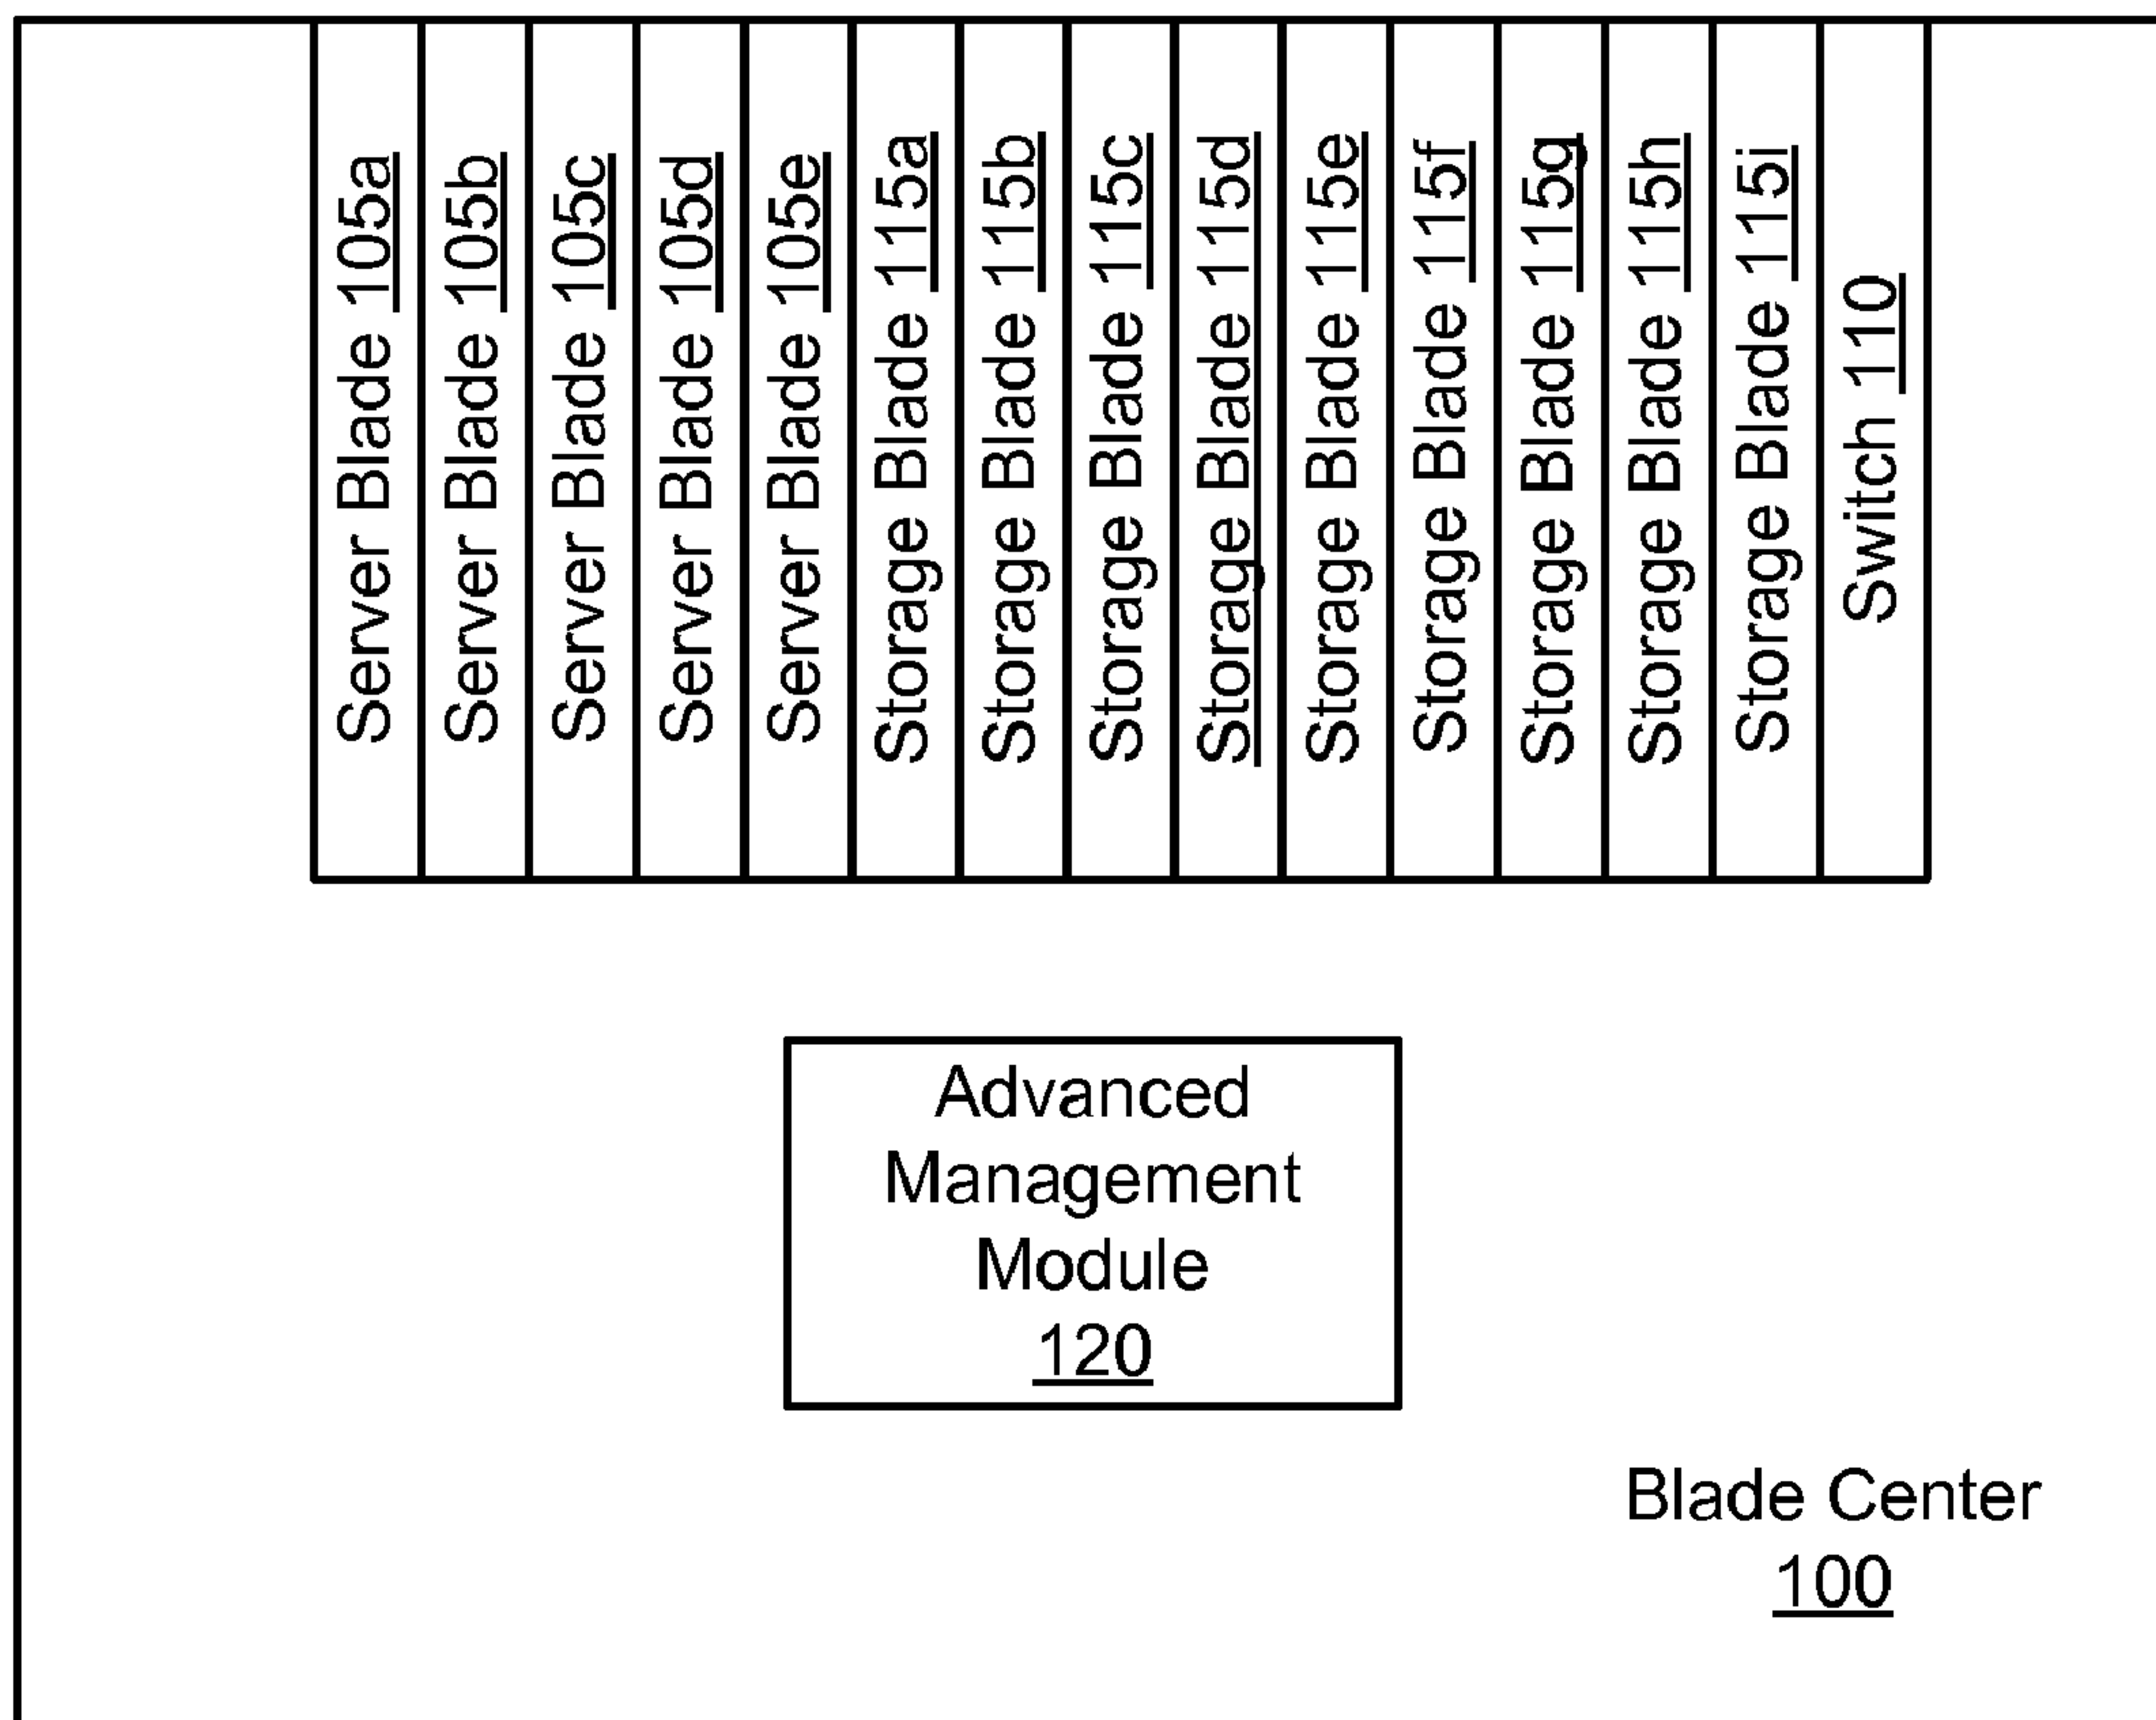 Server Blade 105a
Server Blade 105b
Server Blade 105c
Server Blade 105d
Server Blade 105e
Storage Blade 115a
Storage Blade 115b
Storage Blade 115c
Storage Blade 115d
Storage Blade 115e
Storage Blade 115f
Storage Blade 115g
Storage Blade 115h
Storage Blade 115i
Switch 110
Advanced
Management
Module
120
Blade Center
100